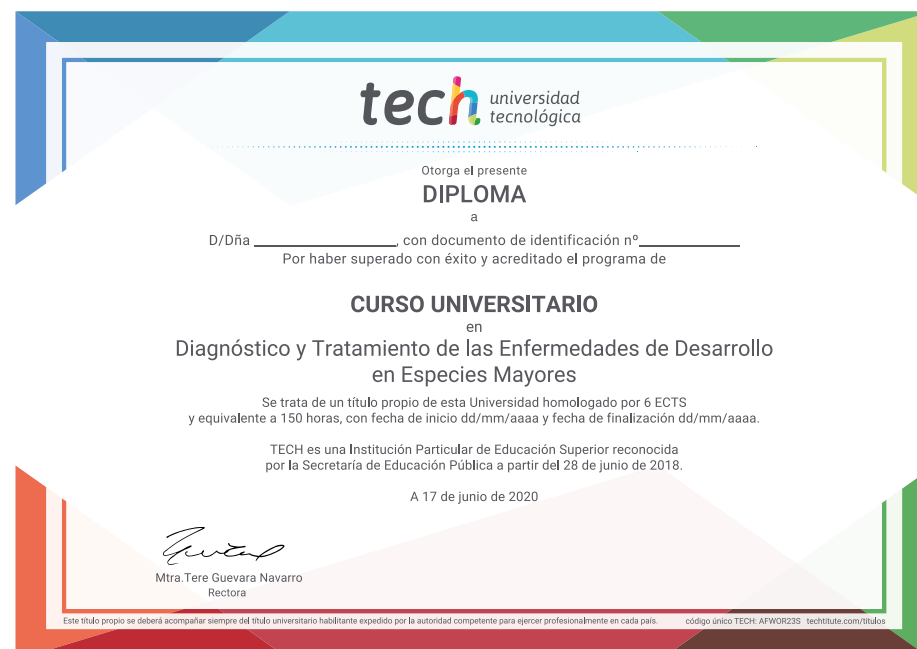 tech universidad
tecnológica
Otorga el presente
DIPLOMA
a
D/Dña ____________________, con documento de identificación nº______________
Por haber superado con éxito y acreditado el programa de
CURSO UNIVERSITARIO
en
Diagnóstico y Tratamiento de las Enfermedades de Desarrollo
en Especies Mayores
Se trata de un título propio de esta Universidad homologado por 6 ECTS
y equivalente a 150 horas, con fecha de inicio dd/mm/aaaa y fecha de finalización dd/mm/aaaa.
TECH es una Institución Particular de Educación Superior reconocida
por la Secretaría de Educación Pública a partir del 28 de junio de 2018.
A 17 de junio de 2020
Mtra.Tere Guevara Navarro
Rectora
Este título propio se deberá acompañar siempre del título universitario habilitante expedido por la autoridad competente para ejercer profesionalmente en cada país. código único TECH: AFWOR23S techtitute.com/titulos